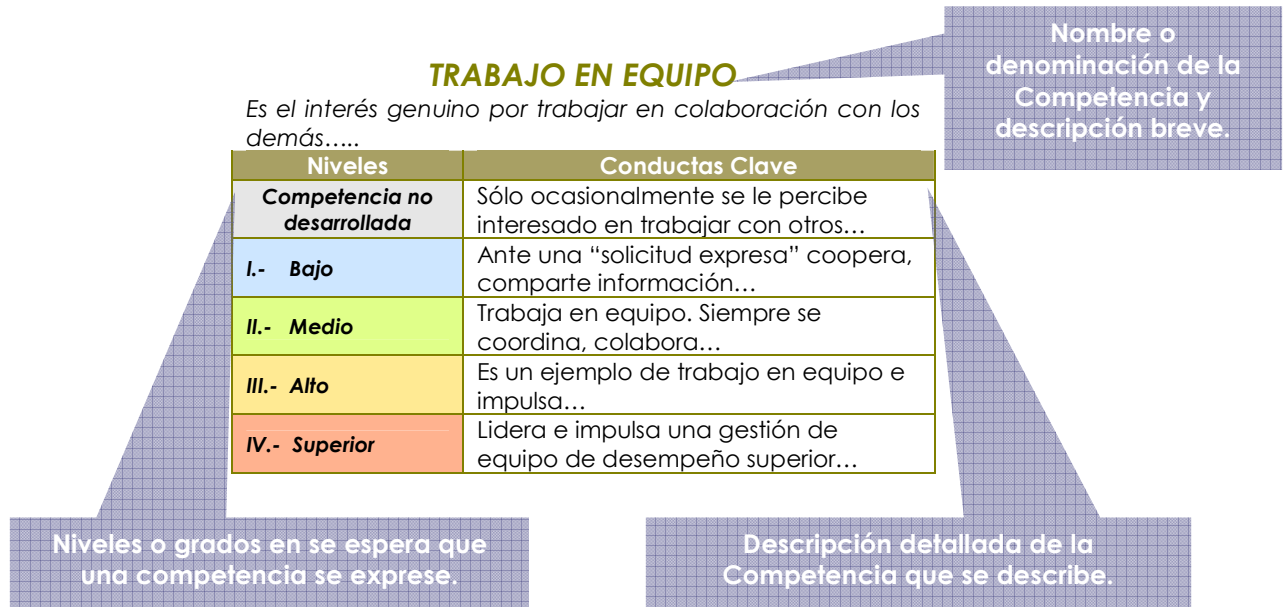 Nombre o
denominación de la
Competencia y
descripción breve.
TRABAJO EN EQUIPO
Es el interés genuino por trabajar en colaboración con los
demás…..
Niveles
Conductas Clave
Competencia no
desarrollada
Sólo ocasionalmente se le percibe
interesado en trabajar con otros…
I.- Bajo
Ante una “solicitud expresa” coopera,
comparte información…
II.- Medio
Trabaja en equipo. Siempre se
coordina, colabora…
III.- Alto
Es un ejemplo de trabajo en equipo e
impulsa…
IV.- Superior
Lidera e impulsa una gestión de
equipo de desempeño superior…
Niveles o grados en se espera que
una competencia se exprese.
Descripción detallada de la
Competencia que se describe.